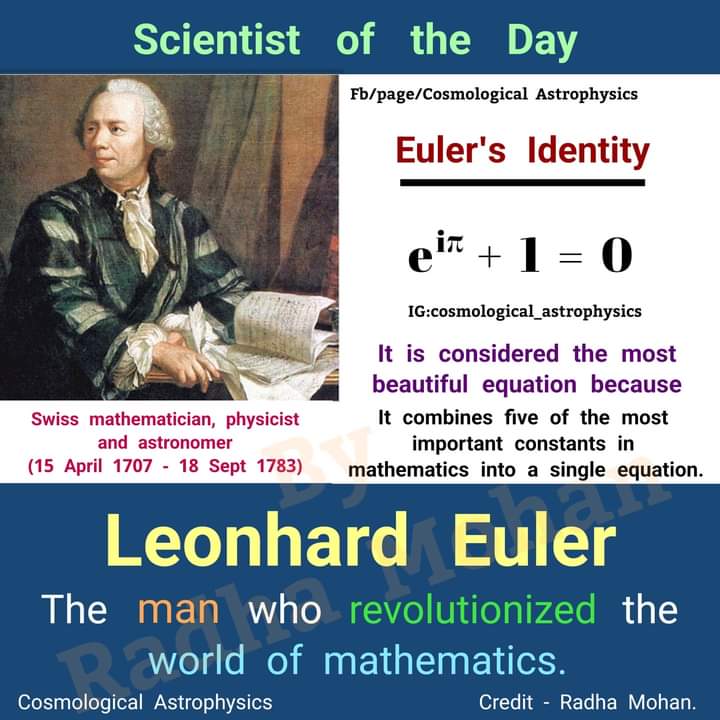 Scientist of the Day
Fb/page/Cosmological Astrophysics
Euler's Identity
e^iπ + 1 = 0
IG:cosmological_astrophysics
It is considered the most
beautiful equation because
It combines five of the most
important constants in
mathematics into a single equation.
Swiss mathematician, physicist
and astronomer
(15 April 1707 - 18 Sept 1783)
By
Radha Mohan
Leonhard Euler
The man who revolutionized the
world of mathematics.
Cosmological Astrophysics
Credit - Radha Mohan.